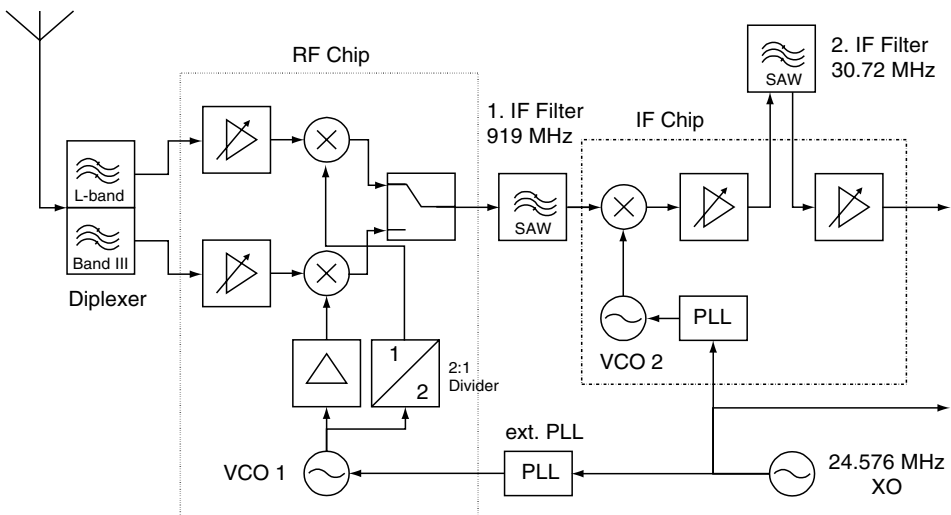 RF Chip
2. IF Filter
30.72 MHz
SAW
1. IF Filter
919 MHz
IF Chip
L-band
Band III
Diplexer
SAW
PLL
VCO 2
1
2
2:1
Divider
ext. PLL
VCO 1
PLL
24.576 MHz
XO